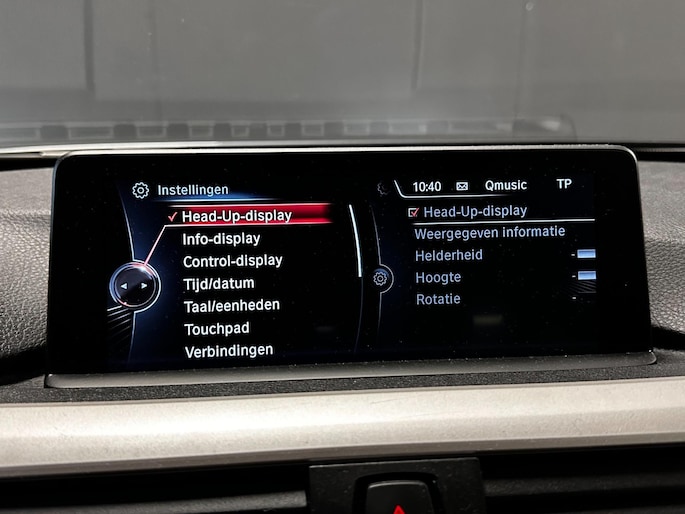 Instellingen
Head-Up-display
Info-display
Control-display
Tijd/datum
Taal/eenheden
Touchpad
Verbindingen
10:40 Qmusic TP
Head-Up-display
Weergegeven informatie
Helderheid
Hoogte
Rotatie